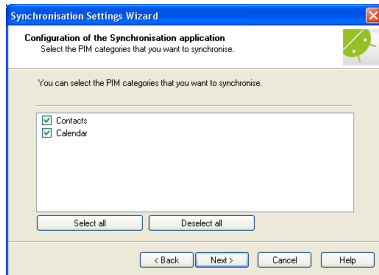 Synchronisation Settings Wizard
Configuration of the Synchronisation application
Select the PIM categories that you want to synchronise.
You can select the PIM categories that you want to synchronise.
Contacts
Calendar
Select all
Deselect all
< Back
Next >
Cancel
Help